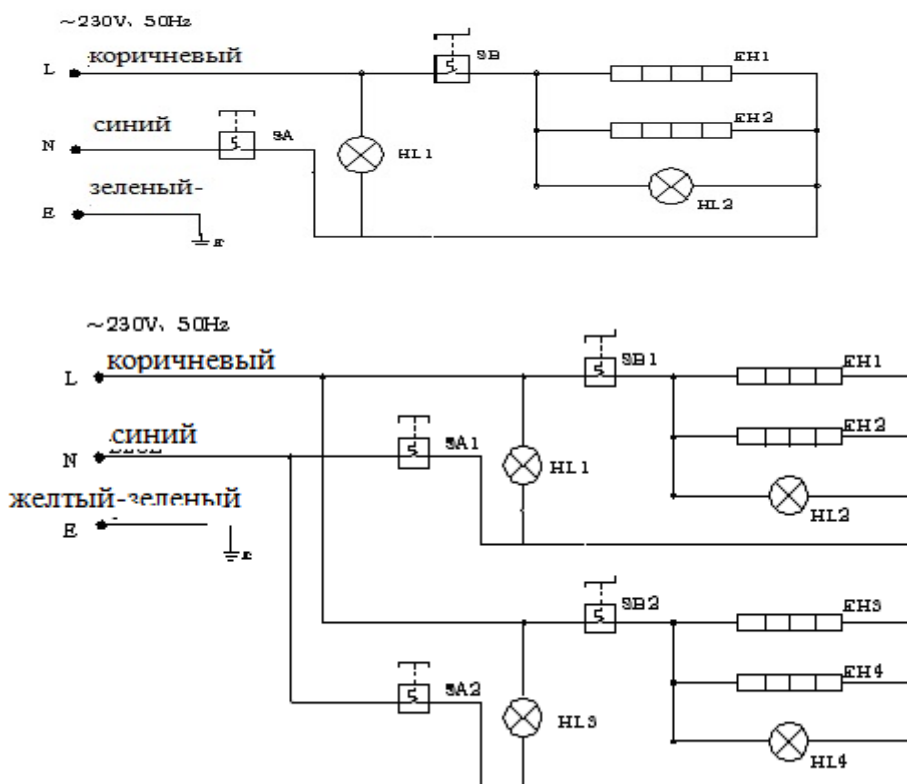 ~230V、50Hz
коричневый
L
SB
EH1
EH2
синий
N
SA
HL1
HL2
зеленый-
E
E
~230V、50Hz
коричневый
L
SB1
EH1
EH2
синий
N
SA1
HL1
HL2
желтый-зеленый
E
E
SB2
EH3
EH4
SA2
HL3
HL4